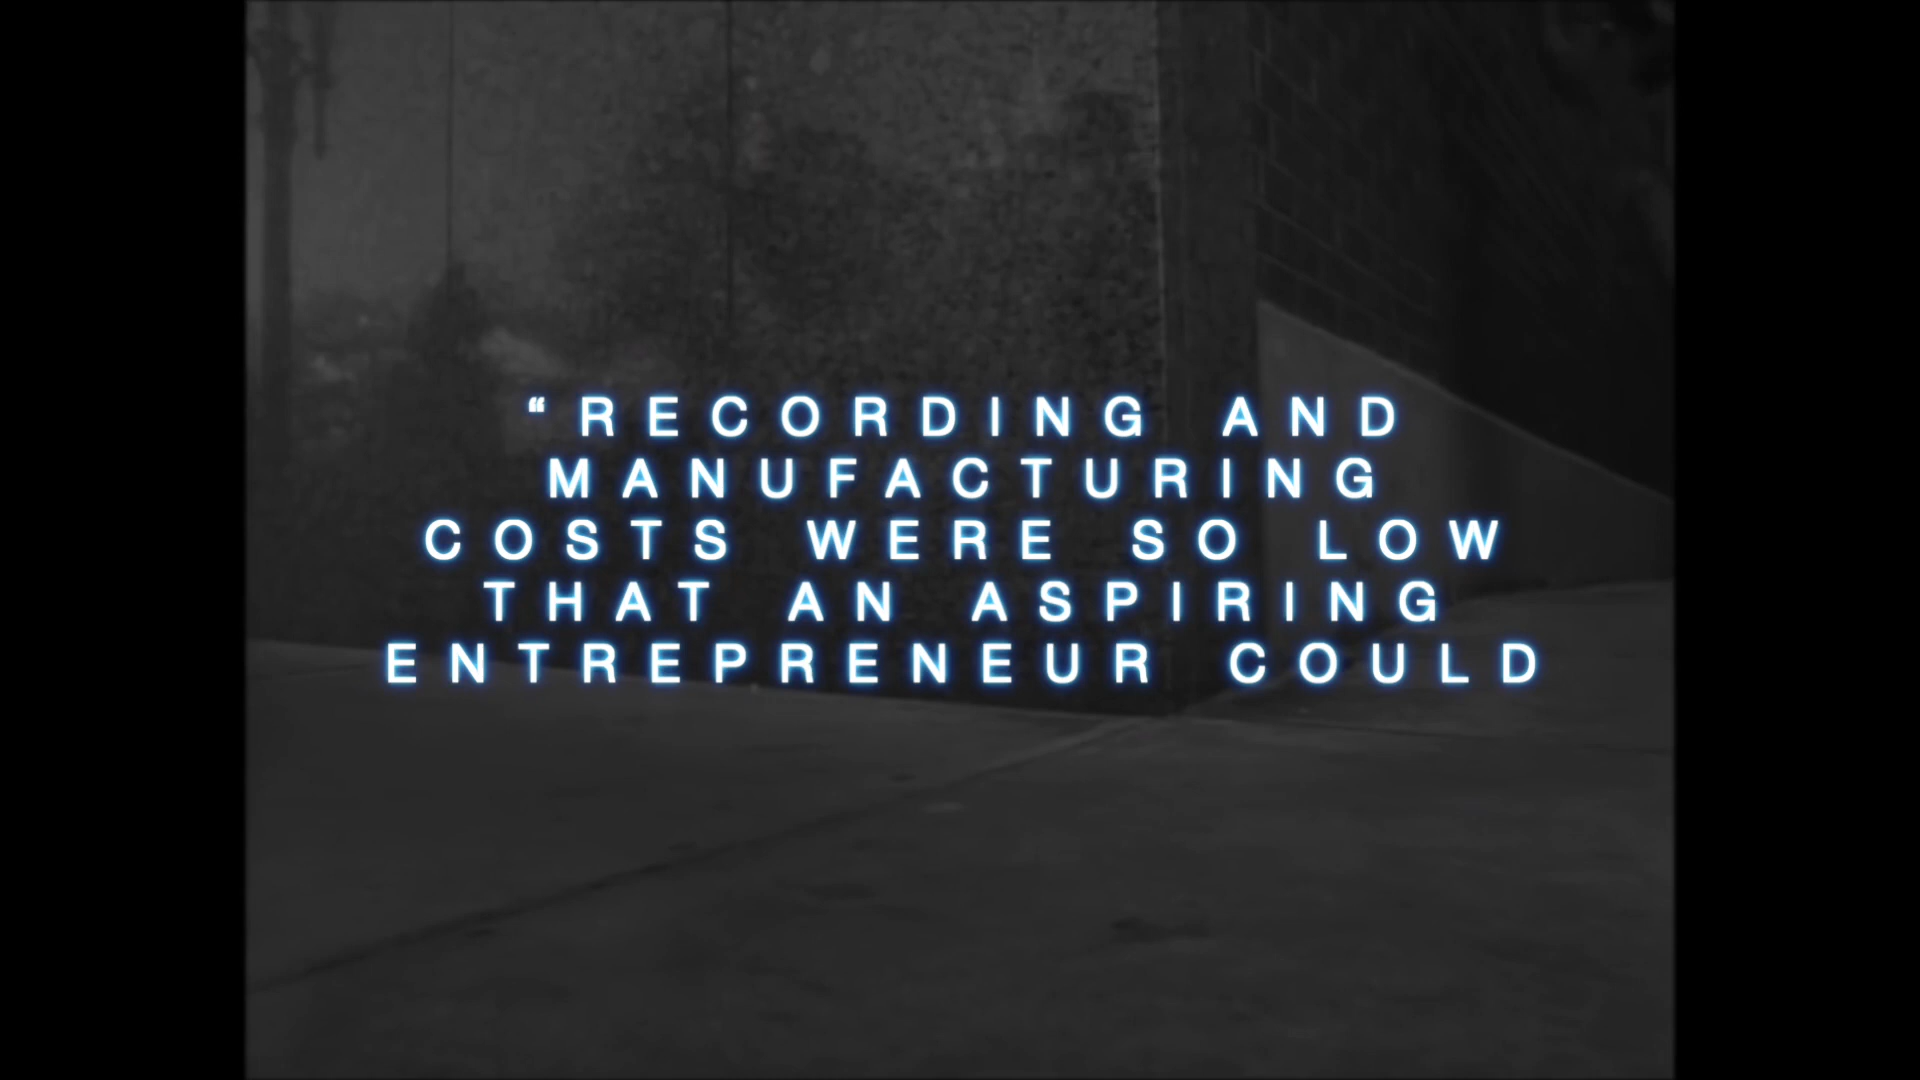 “RECORDING AND
MANUFACTURING
COSTS WERE SO LOW
THAT AN ASPIRING
ENTREPRENEUR COULD